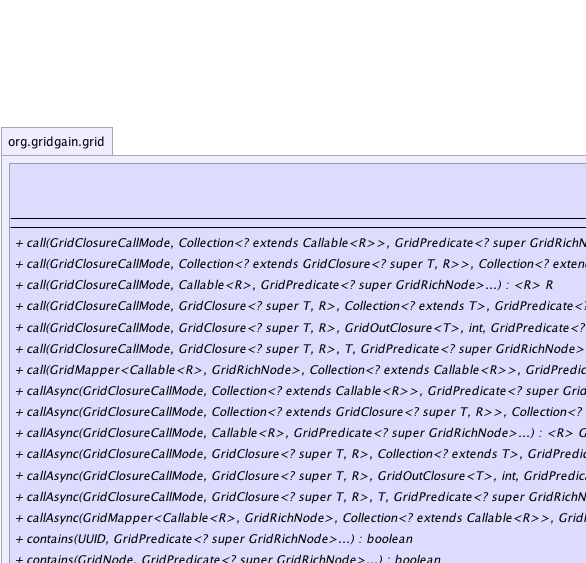 org.gridgain.grid
+ call(GridClosureCallMode, Collection<? extends Callable<R>>, GridPredicate<? super GridRichN
+ call(GridClosureCallMode, Collection<? extends GridClosure<? super T, R>>, Collection<? exten
+ call(GridClosureCallMode, Callable<R>, GridPredicate<? super GridRichNode>...) : <R> R
+ call(GridClosureCallMode, GridClosure<? super T, R>, Collection<? extends T>, GridPredicate<?
+ call(GridClosureCallMode, GridClosure<? super T, R>, GridOutClosure<T>, int, GridPredicate<?
+ call(GridClosureCallMode, GridClosure<? super T, R>, T, GridPredicate<? super GridRichNode>
+ call(GridMapper<Callable<R>, GridRichNode>, Collection<? extends Callable<R>>, GridPredic
+ callAsync(GridClosureCallMode, Collection<? extends Callable<R>>, GridPredicate<? super Grid
+ callAsync(GridClosureCallMode, Collection<? extends GridClosure<? super T, R>>, Collection<?
+ callAsync(GridClosureCallMode, Callable<R>, GridPredicate<? super GridRichNode>...) : <R> G
+ callAsync(GridClosureCallMode, GridClosure<? super T, R>, Collection<? extends T>, GridPredic
+ callAsync(GridClosureCallMode, GridClosure<? super T, R>, GridOutClosure<T>, int, GridPredica
+ callAsync(GridClosureCallMode, GridClosure<? super T, R>, T, GridPredicate<? super GridRichN
+ callAsync(GridMapper<Callable<R>, GridRichNode>, Collection<? extends Callable<R>>, Grid
+ contains(UUID, GridPredicate<? super GridRichNode>...) : boolean
+ contains(GridNode, GridPredicate<? super GridRichNode>...) : boolean